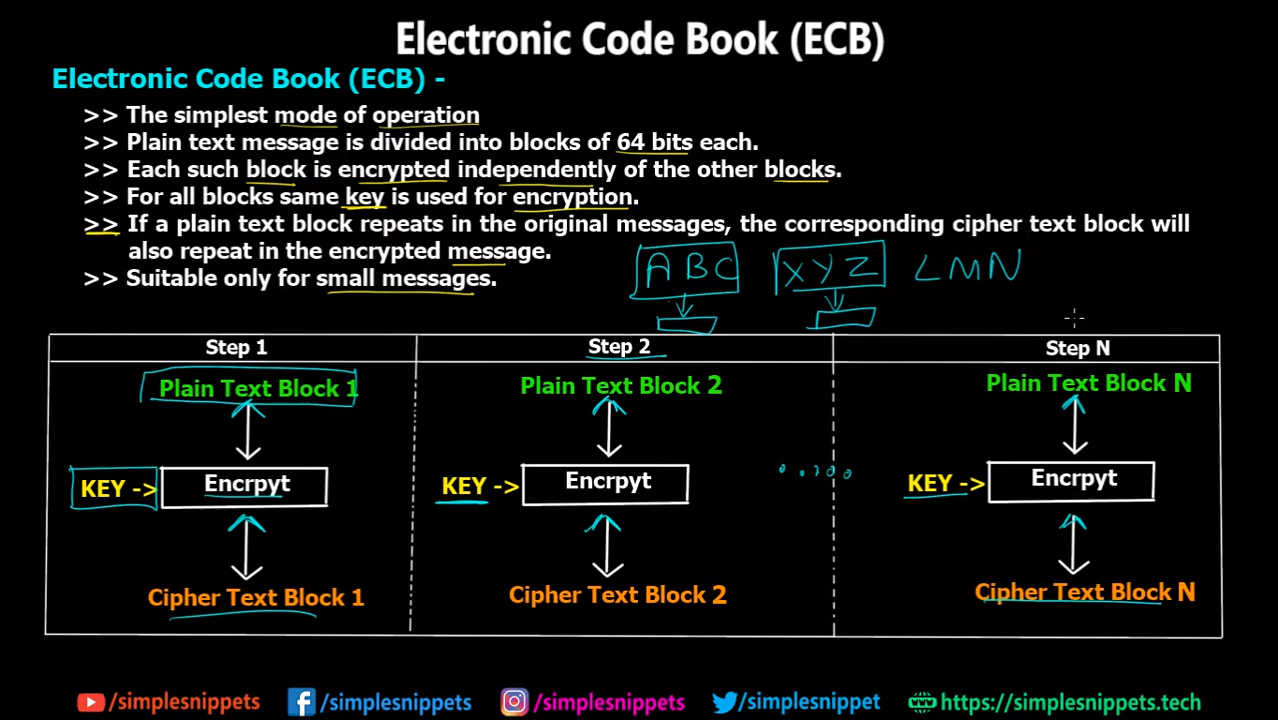 Electronic Code Book (ECB)
Electronic Code Book (ECB) -
>> The simplest mode of operation
>> Plain text message is divided into blocks of 64 bits each.
>> Each such block is encrypted independently of the other blocks.
>> For all blocks same key is used for encryption.
>> If a plain text block repeats in the original messages, the corresponding cipher text block will
also repeat in the encrypted message.
>> Suitable only for small messages.
ABC XYZ LMN
Step 1 Step 2 Step N
Plain Text Block 1 Plain Text Block 2 Plain Text Block N
KEY -> Encrpyt KEY -> Encrpyt KEY -> Encrpyt
Cipher Text Block 1 Cipher Text Block 2 Cipher Text Block N
/simplesnippets /simplesnippets /simplesnippets /simplesnippet https://simplesnippets.tech